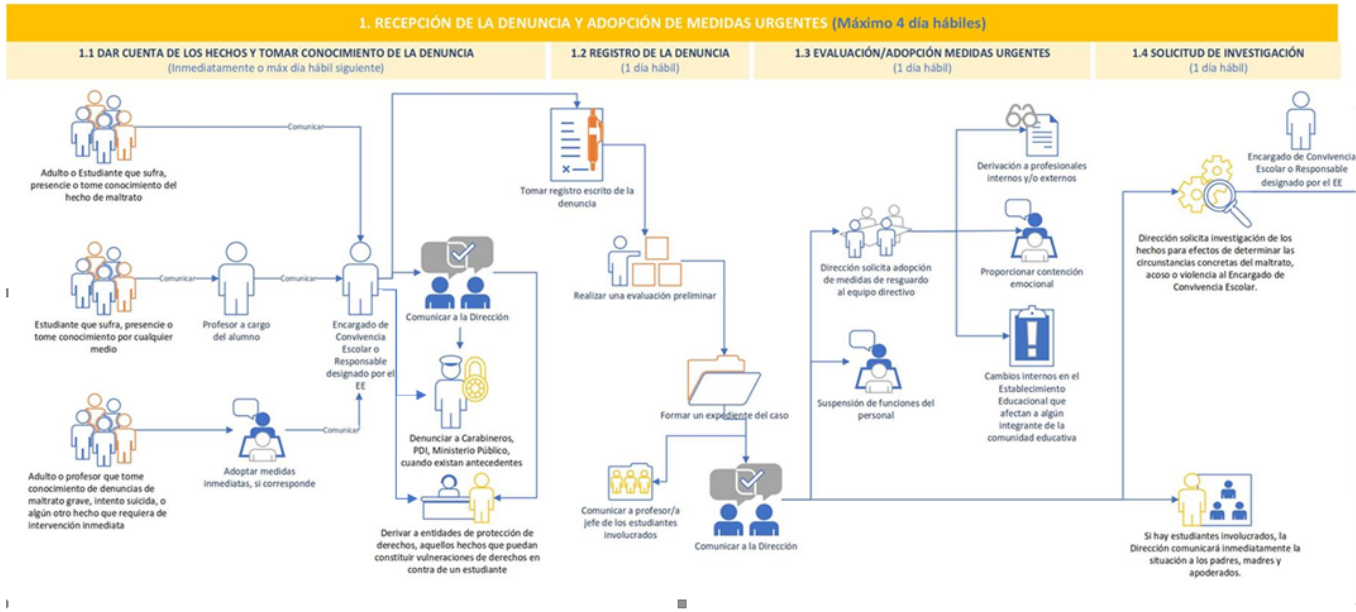 1. RECEPCIÓN DE LA DENUNCIA Y ADOPCIÓN DE MEDIDAS URGENTES (Máximo 4 día hábiles)
1.1 DAR CUENTA DE LOS HECHOS Y TOMAR CONOCIMIENTO DE LA DENUNCIA
(Inmediatamente o máx día hábil siguiente)
1.2 REGISTRO DE LA DENUNCIA
(1 día hábil)
1.3 EVALUACIÓN/ADOPCIÓN MEDIDAS URGENTES
(1 día hábil)
1.4 SOLICITUD DE INVESTIGACIÓN
(1 día hábil)
Comunicar
Adulto o Estudiante que sufra,
presencie o tome conocimiento del
hecho de maltrato
Comunicar
Comunicar
Estudiante que sufra, presencie o
tome conocimiento por cualquier
medio
Profesor a cargo
del alumno
Encargado de
Convivencia
Escolar o
Responsable
designado por el
EE
Adulto o profesor que tome
conocimiento de denuncias de
maltrato grave, intento suicida, o
algún otro hecho que requiera de
intervención inmediata
Adoptar medidas
inmediatas, si corresponde
Comunicar
Comunicar a la Dirección
Denunciar a Carabineros,
PDI, Ministerio Público,
cuando existan antecedentes
Derivar a entidades de protección de
derechos, aquellos hechos que puedan
constituir vulneraciones de derechos en
contra de un estudiante
Tomar registro escrito de la
denuncia
Realizar una evaluación preliminar
Formar un expediente del caso
Comunicar a profesor/a
jefe de los estudiantes
involucrados
Comunicar a la Dirección
Dirección solicita adopción
de medidas de resguardo
al equipo directivo
Suspensión de funciones del
personal
Derivación a profesionales
internos y/o externos
Proporcionar contención
emocional
Cambios internos en el
Establecimiento
Educacional que
afectan a algún
integrante de la
comunidad educativa
Encargado de Convivencia
Escolar o Responsable
designado por el EE
Dirección solicita investigación de los
hechos para efectos de determinar las
circunstancias concretas del maltrato,
acoso o violencia al Encargado de
Convivencia Escolar.
Si hay estudiantes involucrados, la
Dirección comunicará inmediatamente la
situación a los padres, madres y
apoderados.